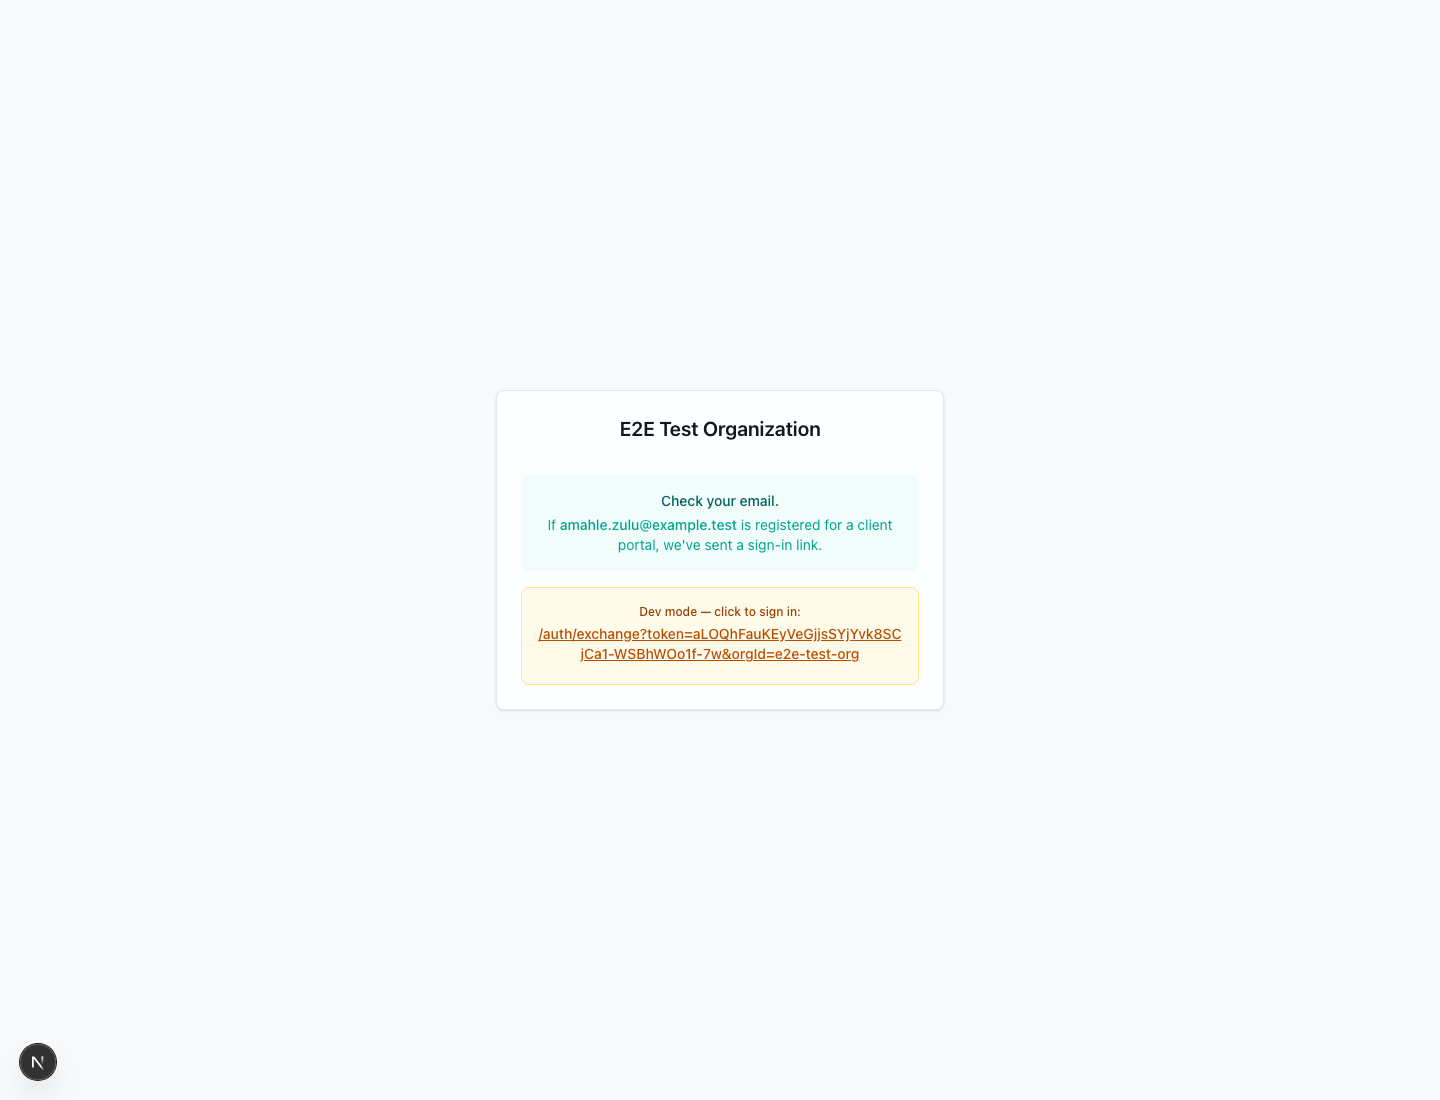 E2E Test Organization
Check your email.
If amahle.zulu@example.test is registered for a client
portal, we've sent a sign-in link.
Dev mode — click to sign in:
/auth/exchange?token=aLOQhFauKEyVeGjjsSYjYvk8SC
jCa1-WSBhWOo1f-7w&orgId=e2e-test-org
N